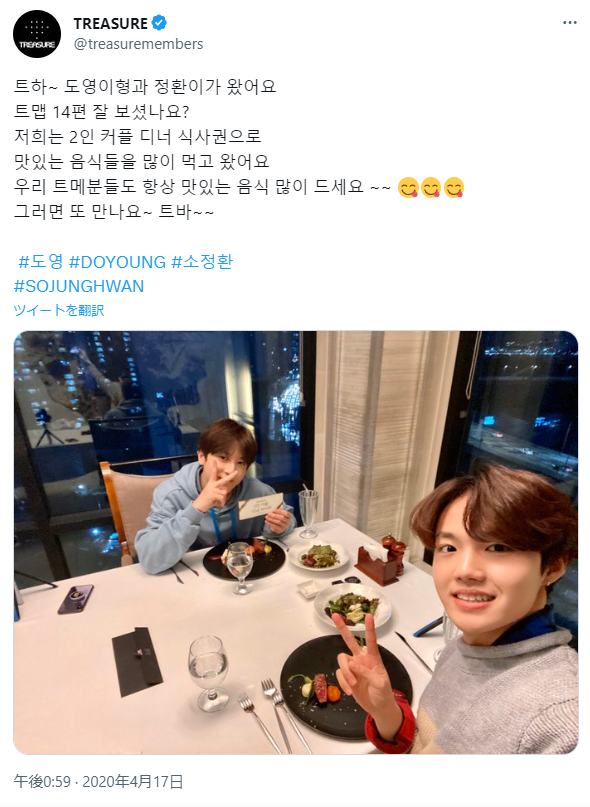 TREASURE
@treasuremembers
트하~ 도영이형과 정환이가 왔어요
트맵 14편 잘 보셨나요?
저희는 2인 커플 디너 식사권으로
맛있는 음식들을 많이 먹고 왔어요
우리 트메분들도 항상 맛있는 음식 많이 드세요 ~~ 😋😋😋
그러면 또 만나요~ 트바~~
#도영 #DOYOUNG #소정환
#SOJUNGHWAN
ツイートを翻訳
午後0:59 · 2020年4月17日